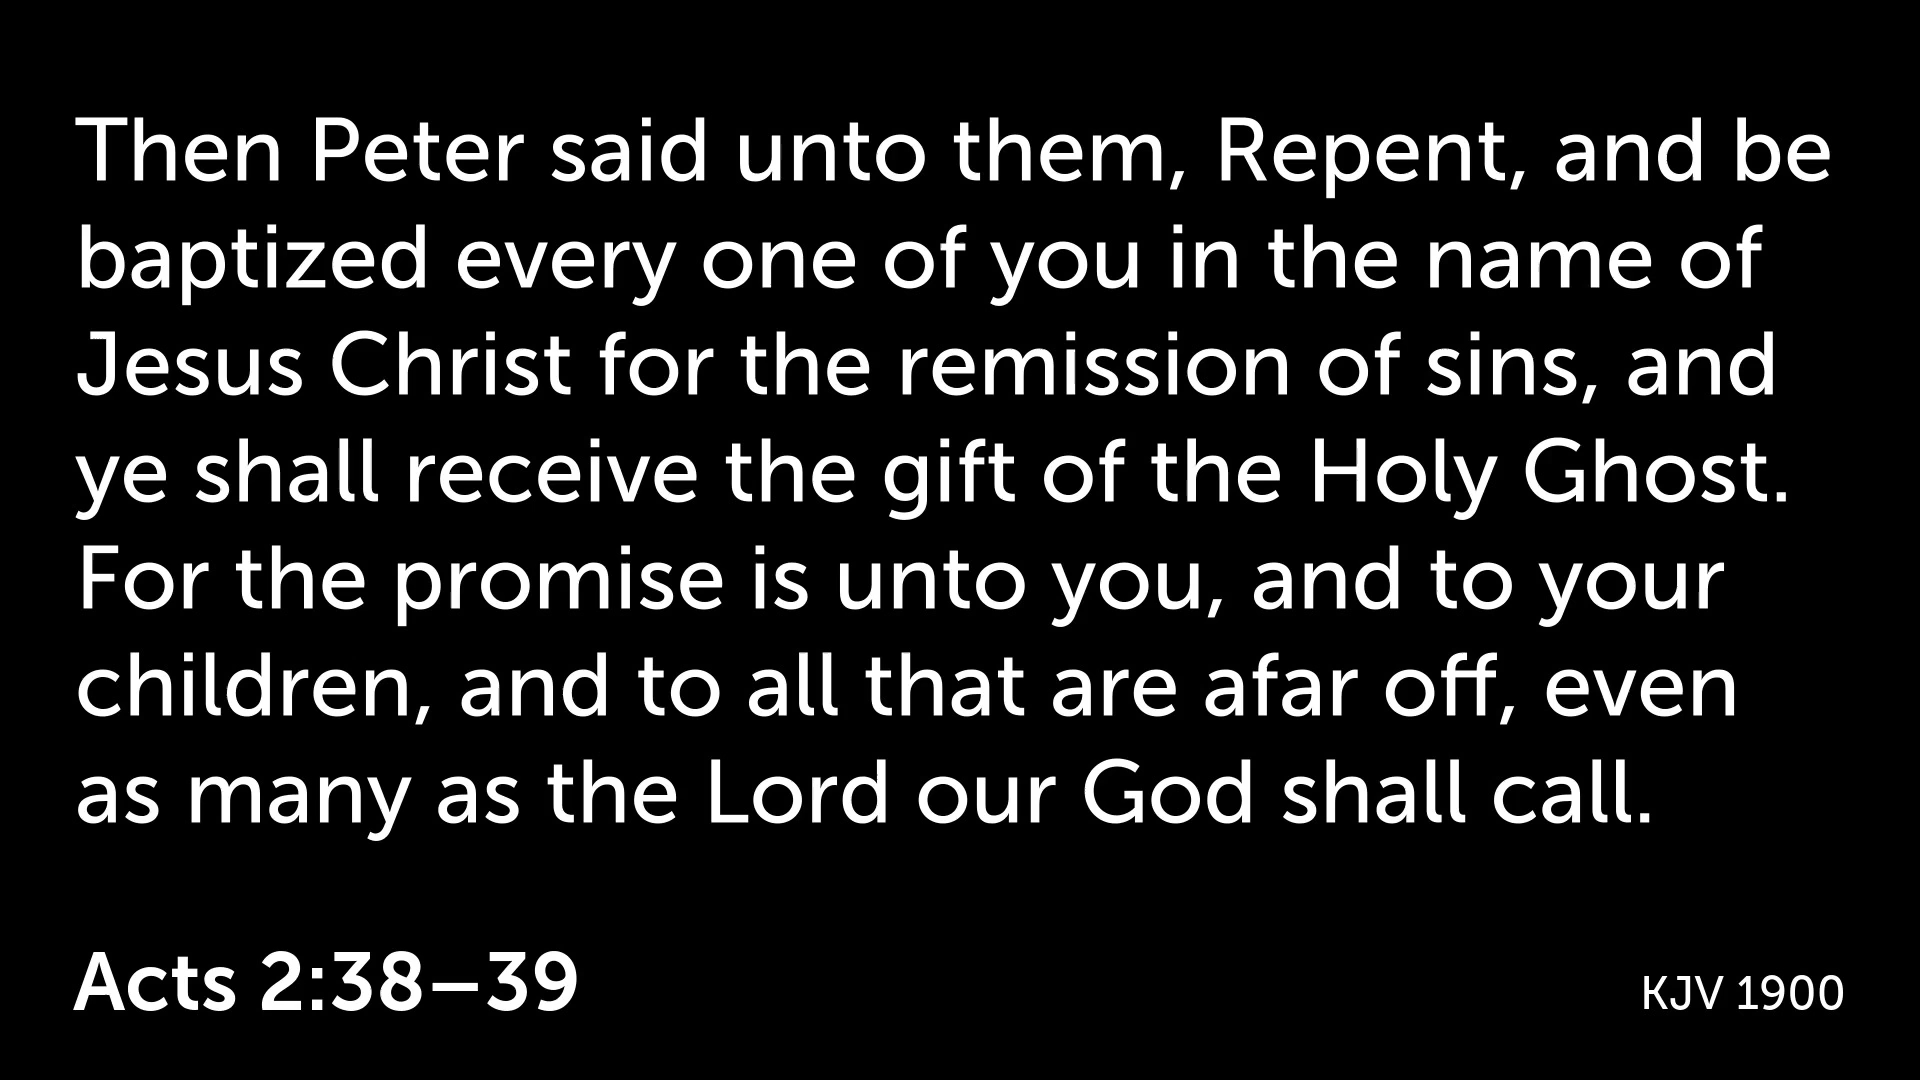 Then Peter said unto them, Repent, and be
baptized every one of you in the name of
Jesus Christ for the remission of sins, and
ye shall receive the gift of the Holy Ghost.
For the promise is unto you, and to your
children, and to all that are afar off, even
as many as the Lord our God shall call.
Acts 2:38–39
KJV 1900